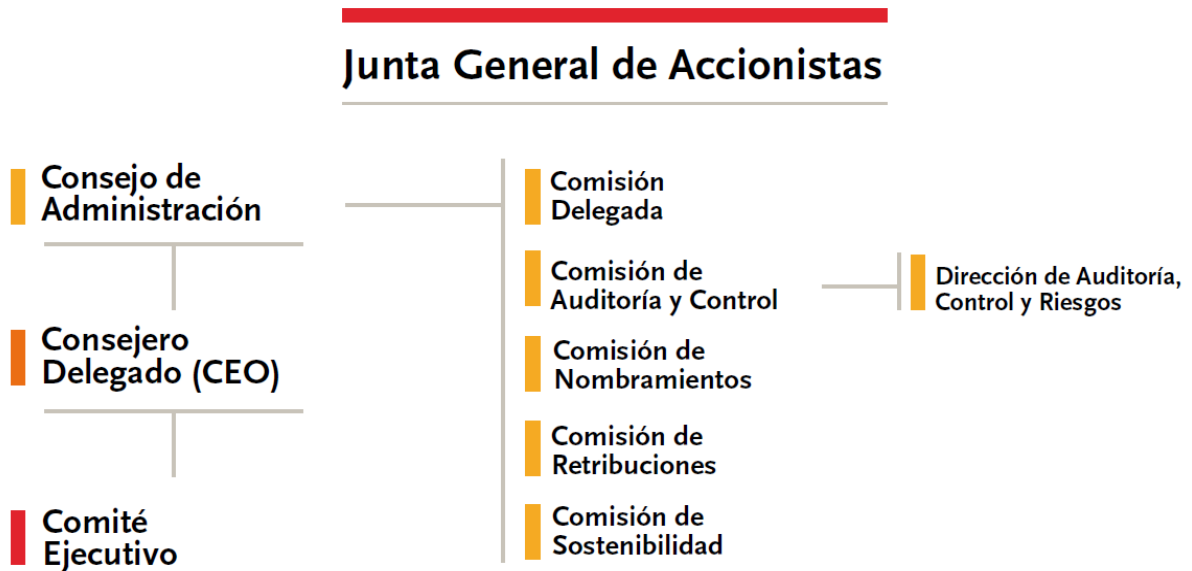 Junta General de Accionistas
Consejo de
Administración
Consejero
Delegado (CEO)
Comité
Ejecutivo
Comisión
Delegada
Comisión de
Auditoría y Control
Comisión de
Nombramientos
Comisión de
Retribuciones
Comisión de
Sostenibilidad
Dirección de Auditoría,
Control y Riesgos